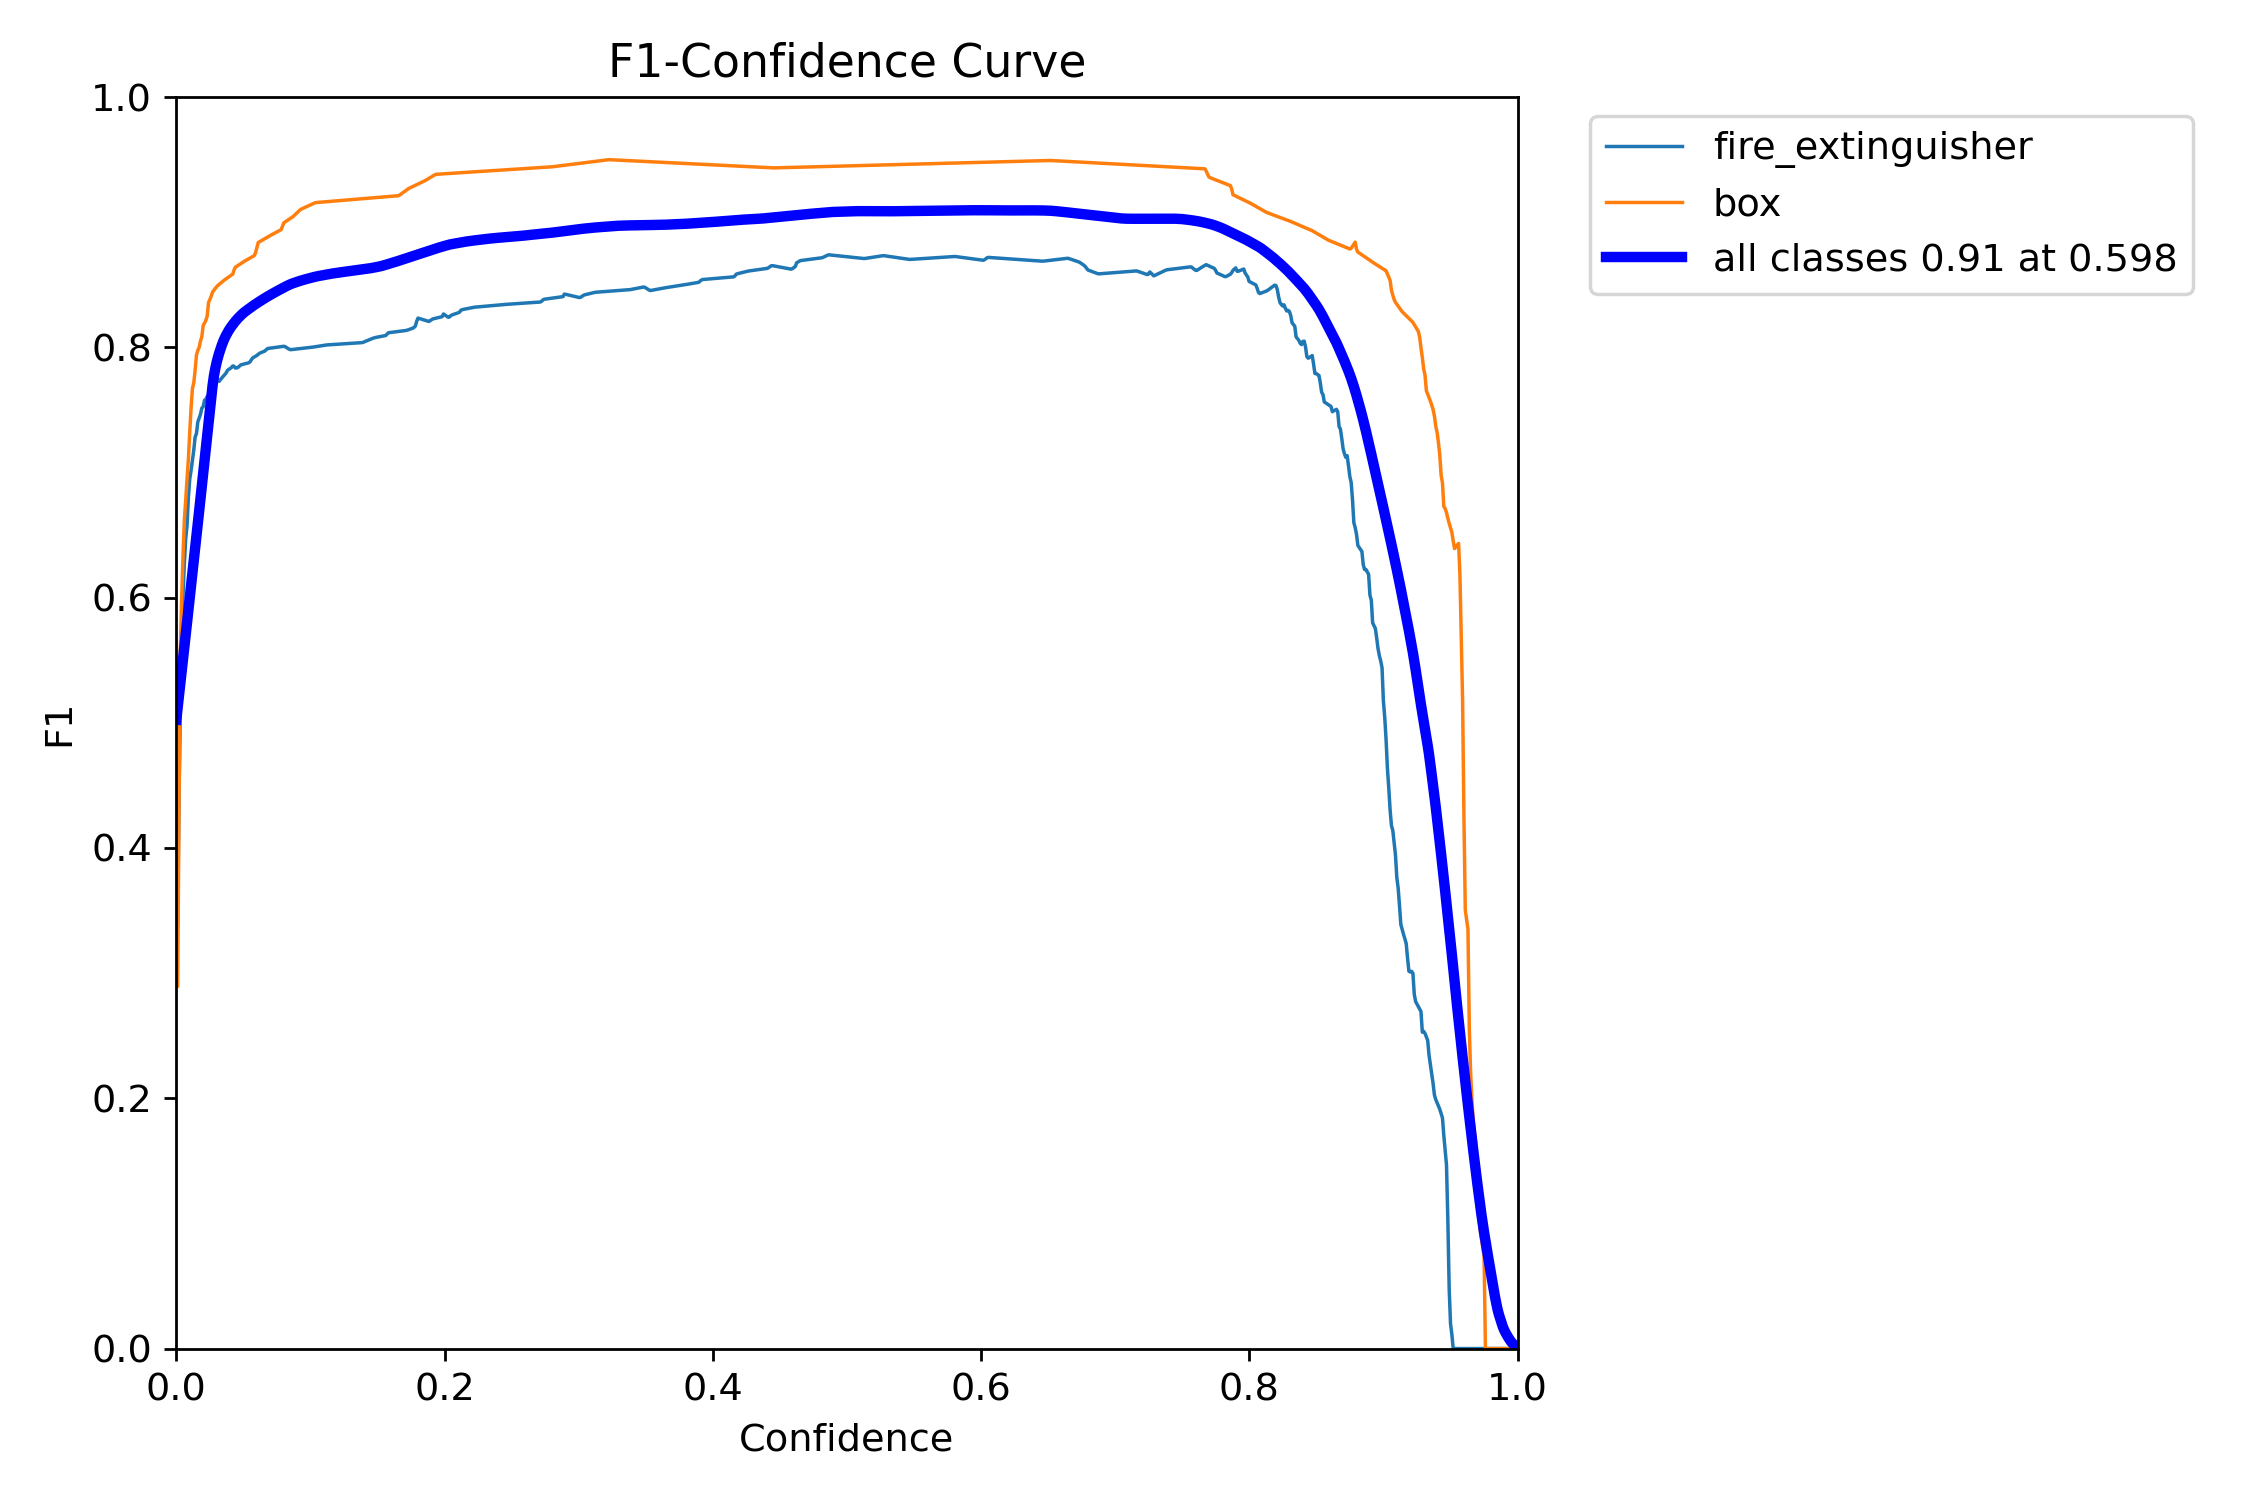 F1-Confidence Curve
1.0
0.8
0.6
0.4
0.2
0.0
F1
0.0 0.2 0.4 0.6 0.8 1.0
Confidence
fire_extinguisher
box
all classes 0.91 at 0.598